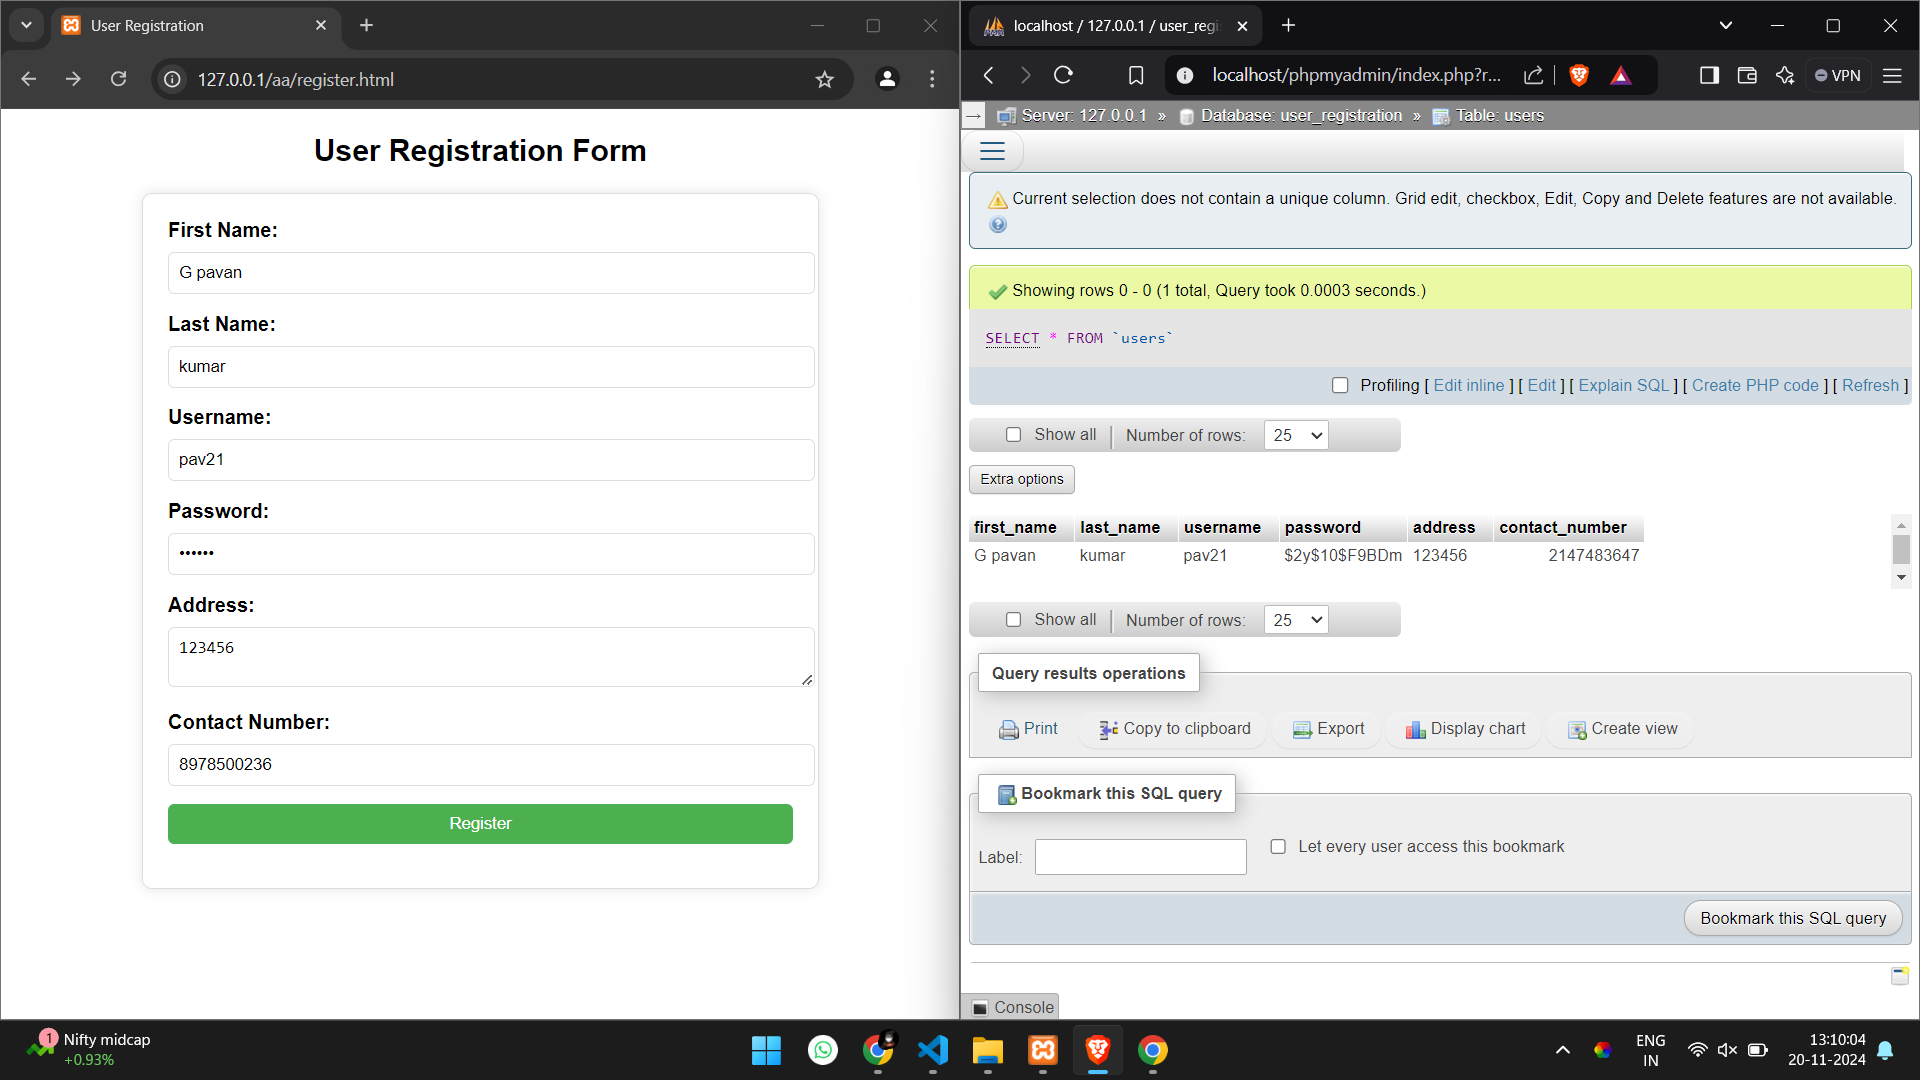 User Registration
127.0.0.1/aa/register.html
User Registration Form
First Name:
G pavan
Last Name:
kumar
Username:
pav21
Password:
••••••
Address:
123456
Contact Number:
8978500236
Register
localhost / 127.0.0.1 / user_regi
localhost/phpmyadmin/index.php?r...
VPN
Server: 127.0.0.1 » Database: user_registration » Table: users
Current selection does not contain a unique column. Grid edit, checkbox, Edit, Copy and Delete features are not available.
Showing rows 0 - 0 (1 total, Query took 0.0003 seconds.)
SELECT * FROM `users`
Profiling [ Edit inline ] [ Edit ] [ Explain SQL ] [ Create PHP code ] [ Refresh ]
Show all Number of rows: 25
Extra options
first_name last_name username password address contact_number
G pavan kumar pav21 $2y$10$F9BDm 123456 2147483647
Show all Number of rows: 25
Query results operations
Print Copy to clipboard Export Display chart Create view
Bookmark this SQL query
Label: Let every user access this bookmark
Bookmark this SQL query
Console
1
Nifty midcap
+0.93%
ENG
IN
13:10:04
20-11-2024